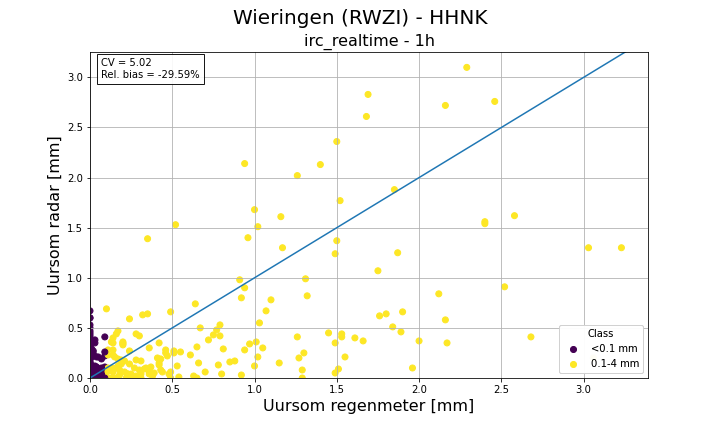 Wieringen (RWZI) - HHNK
irc_realtime - 1h
CV = 5.02
Rel. bias = -29.59%
Uursom radar [mm]
3.0
2.5
2.0
1.5
1.0
0.5
0.0
Class
<0.1 mm
0.1-4 mm
0.0 0.5 1.0 1.5 2.0 2.5 3.0
Uursom regenmeter [mm]